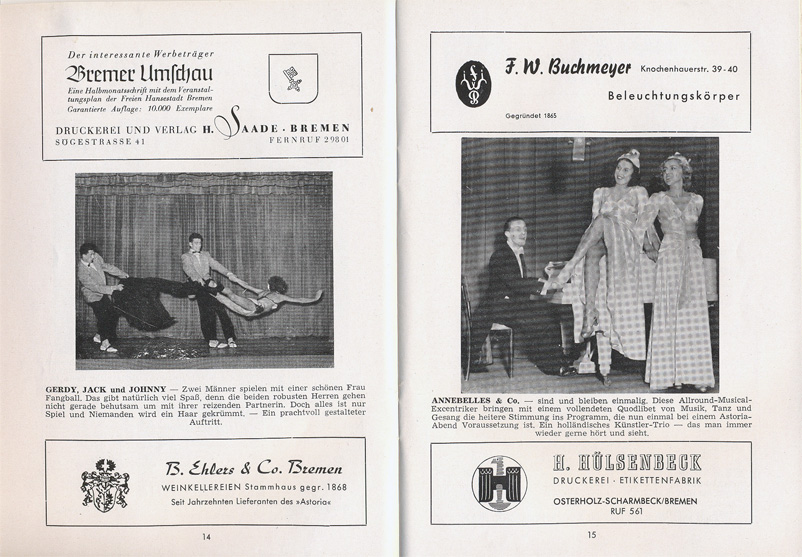 Der interessante Werbeträger
Bremer Umschau
Eine Halbmonatsschrift mit dem Veranstal-
tungsplan der Freien Hansestadt Bremen
Garantierte Auflage: 10.000 Exemplare
DRUCKEREI UND VERLAG H. SAADE · BREMEN
SÖGESTRASSE 41 FERNRUF 29801
GERDY, JACK und JOHNNY — Zwei Männer spielen mit einer schönen Frau
Fangball. Das gibt natürlich viel Spaß, denn die beiden robusten Herren gehen
nicht gerade behutsam um mit ihrer reizenden Partnerin. Doch alles ist nur
Spiel und Niemanden wird ein Haar gekrümmt. — Ein prachtvoll gestalteter
Auftritt.
B. Ehlers & Co. Bremen
WEINKELLEREIEN Stammhaus gegr. 1868
Seit Jahrzehnten Lieferanten des »Astoria«
14
F. W. Buchmeyer Knochenhauerstr. 39-40
Beleuchtungskörper
Gegründet 1865
ANNEBELLES & Co. — sind und bleiben einmalig. Diese Allround-Musical-
Excentriker bringen mit einem vollendeten Quodlibet von Musik, Tanz und
Gesang die heitere Stimmung ins Programm, die nun einmal bei einem Astoria-
Abend Voraussetzung ist. Ein holländisches Künstler-Trio — das man immer
wieder gerne hört und sieht.
H. HÜLSENBECK
DRUCKEREI · ETIKETTENFABRIK
OSTERHOLZ-SCHARMBECK/BREMEN
RUF 561
15